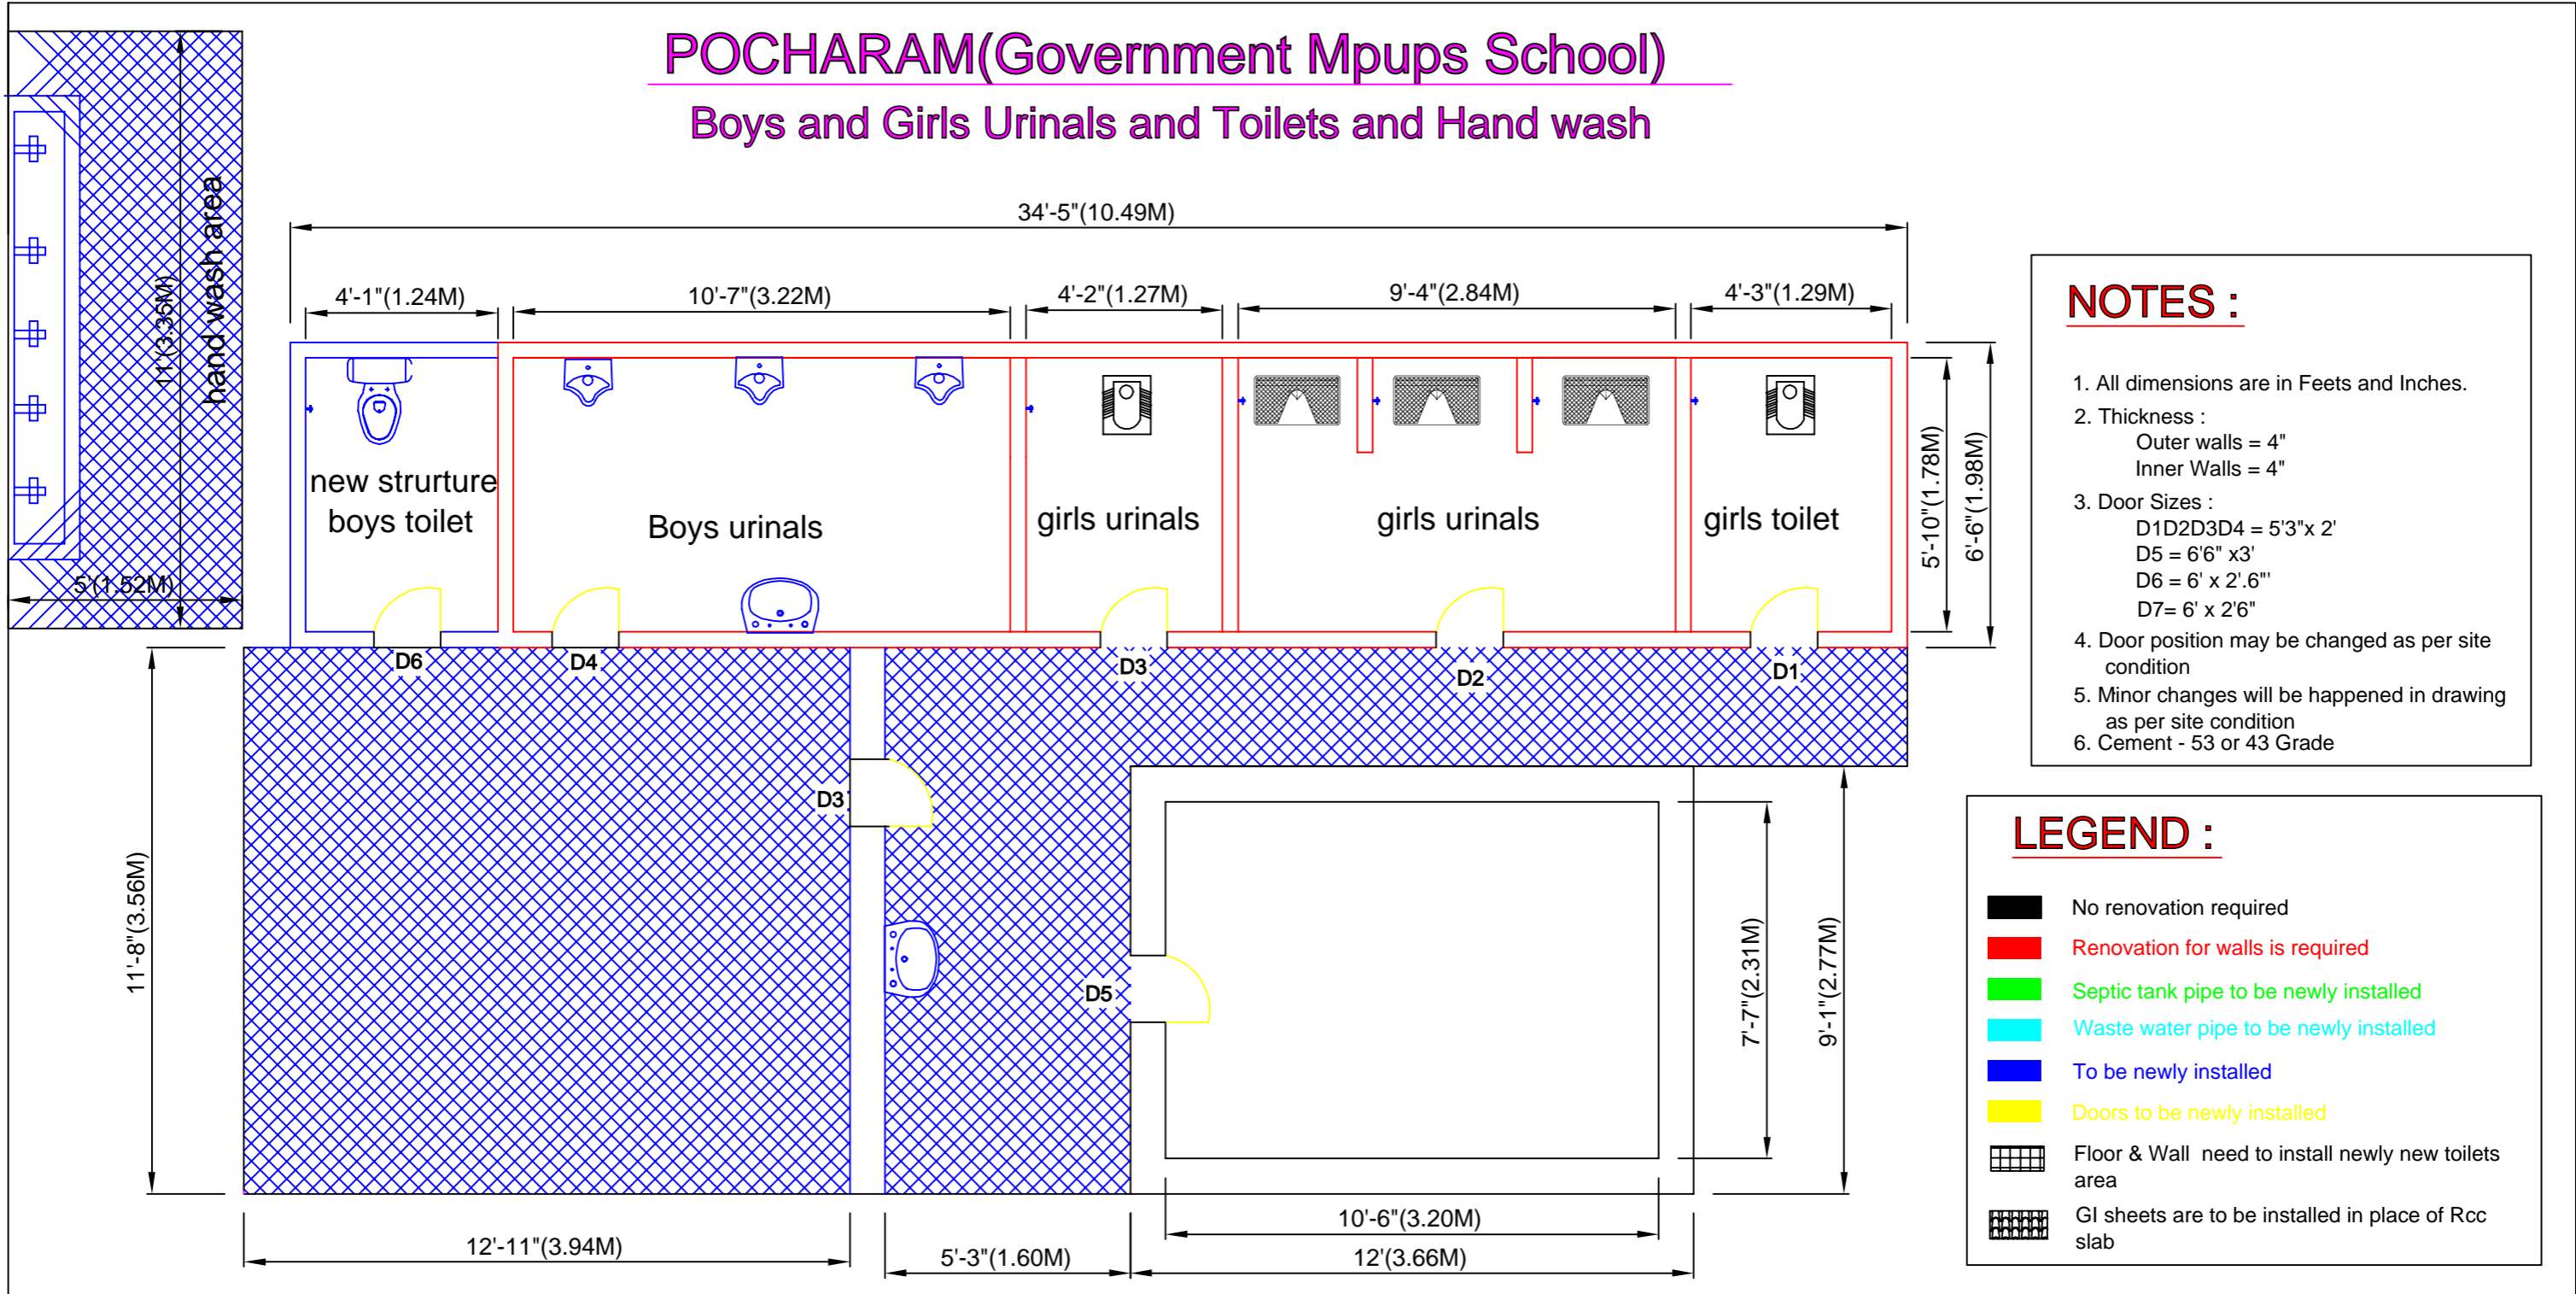 POCHARAM(Government Mpups School)
Boys and Girls Urinals and Toilets and Hand wash
34'-5"(10.49M)
4'-1"(1.24M)
10'-7"(3.22M)
4'-2"(1.27M)
9'-4"(2.84M)
4'-3"(1.29M)
11'(3.35M)
hand wash area
5'(1.52M)
new strurture
boys toilet
Boys urinals
girls urinals
girls urinals
girls toilet
5'-10"(1.78M)
6'-6"(1.98M)
D6
D4
D3
D2
D1
D3
D5
11'-8"(3.56M)
7'-7"(2.31M)
9'-1"(2.77M)
12'-11"(3.94M)
5'-3"(1.60M)
10'-6"(3.20M)
12'(3.66M)
NOTES :
1. All dimensions are in Feets and Inches.
2. Thickness :
Outer walls = 4"
Inner Walls = 4"
3. Door Sizes :
D1D2D3D4 = 5'3"x 2'
D5 = 6'6" x3'
D6 = 6' x 2'.6"'
D7= 6' x 2'6"
4. Door position may be changed as per site
condition
5. Minor changes will be happened in drawing
as per site condition
6. Cement - 53 or 43 Grade
LEGEND :
No renovation required
Renovation for walls is required
Septic tank pipe to be newly installed
Waste water pipe to be newly installed
To be newly installed
Doors to be newly installed
Floor & Wall need to install newly new toilets
area
GI sheets are to be installed in place of Rcc
slab